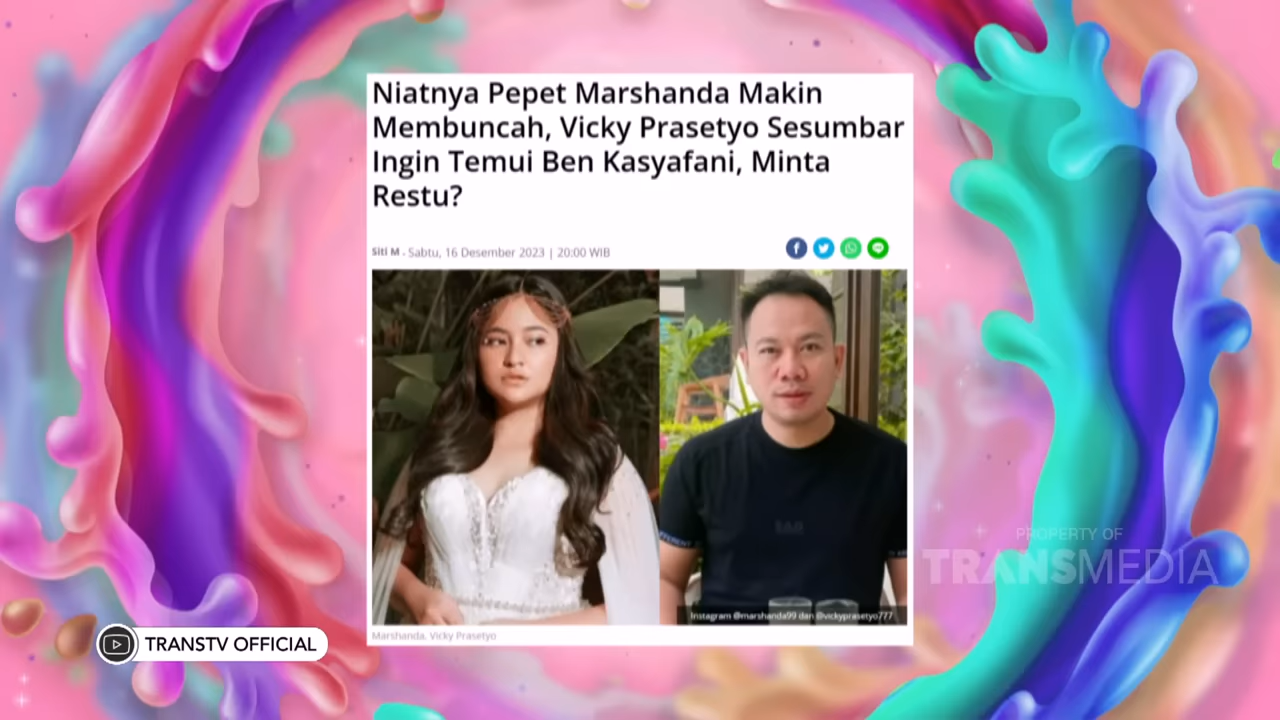 Niatnya Pepet Marshanda Makin
Membuncah, Vicky Prasetyo Sesumbar
Ingin Temui Ben Kasyafani, Minta
Restu?
Siti M - Sabtu, 16 Desember 2023 | 20:00 WIB
Instagram @marshanda99 dan @vickyprasetyo777
Marshanda. Vicky Prasetyo
PROPERTY OF
TRANSMEDIA
TRANSTV OFFICIAL